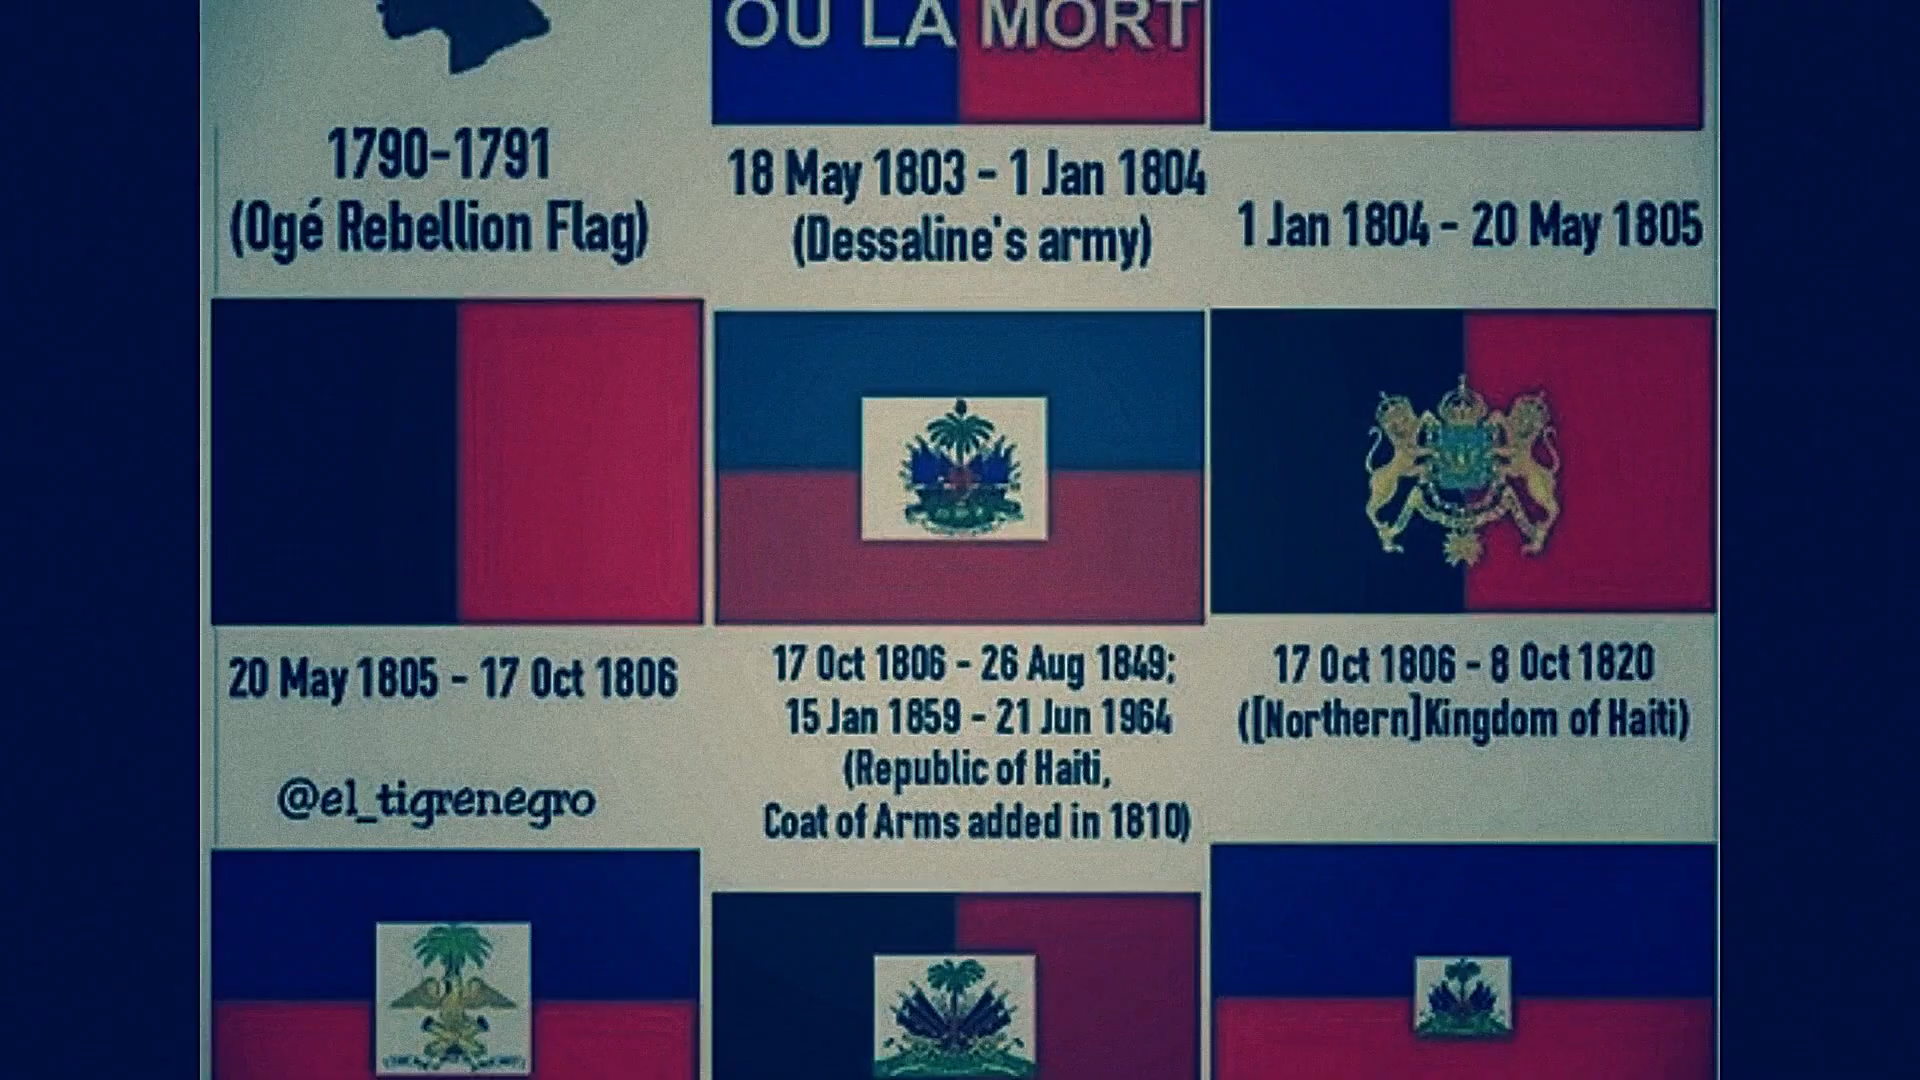 OU LA MORT
1790-1791
(Ogé Rebellion Flag)
18 May 1803 - 1 Jan 1804
(Dessaline's army)
1 Jan 1804 - 20 May 1805
20 May 1805 - 17 Oct 1806
@el_tigrenegro
17 Oct 1806 - 26 Aug 1849;
15 Jan 1859 - 21 Jun 1964
(Republic of Haiti,
Coat of Arms added in 1810)
17 Oct 1806 - 8 Oct 1820
([Northern]Kingdom of Haiti)